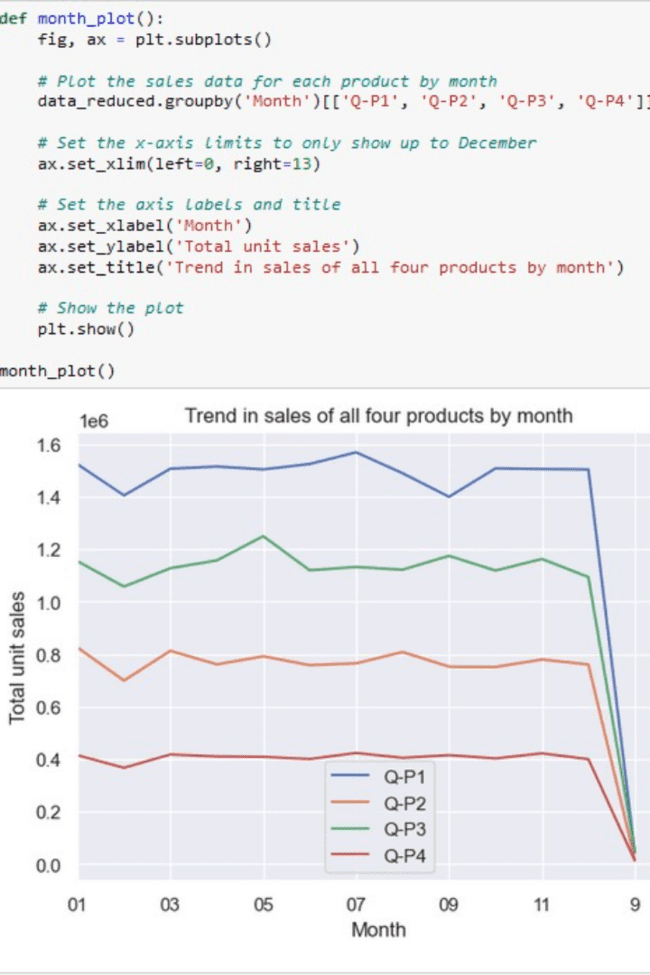 def month_plot():
    fig, ax = plt.subplots()
    # Plot the sales data for each product by month
    data_reduced.groupby('Month')[['Q-P1', 'Q-P2', 'Q-P3', 'Q-P4']]
    # Set the x-axis limits to only show up to December
    ax.set_xlim(left=0, right=13)
    # Set the axis labels and title
    ax.set_xlabel('Month')
    ax.set_ylabel('Total unit sales')
    ax.set_title('Trend in sales of all four products by month')
    # Show the plot
    plt.show()
month_plot()
1e6
Trend in sales of all four products by month
1.6
1.4
1.2
1.0
0.8
0.6
0.4
0.2
0.0
Total unit sales
Q-P1
Q-P2
Q-P3
Q-P4
01 03 05 07 09 11 9
Month